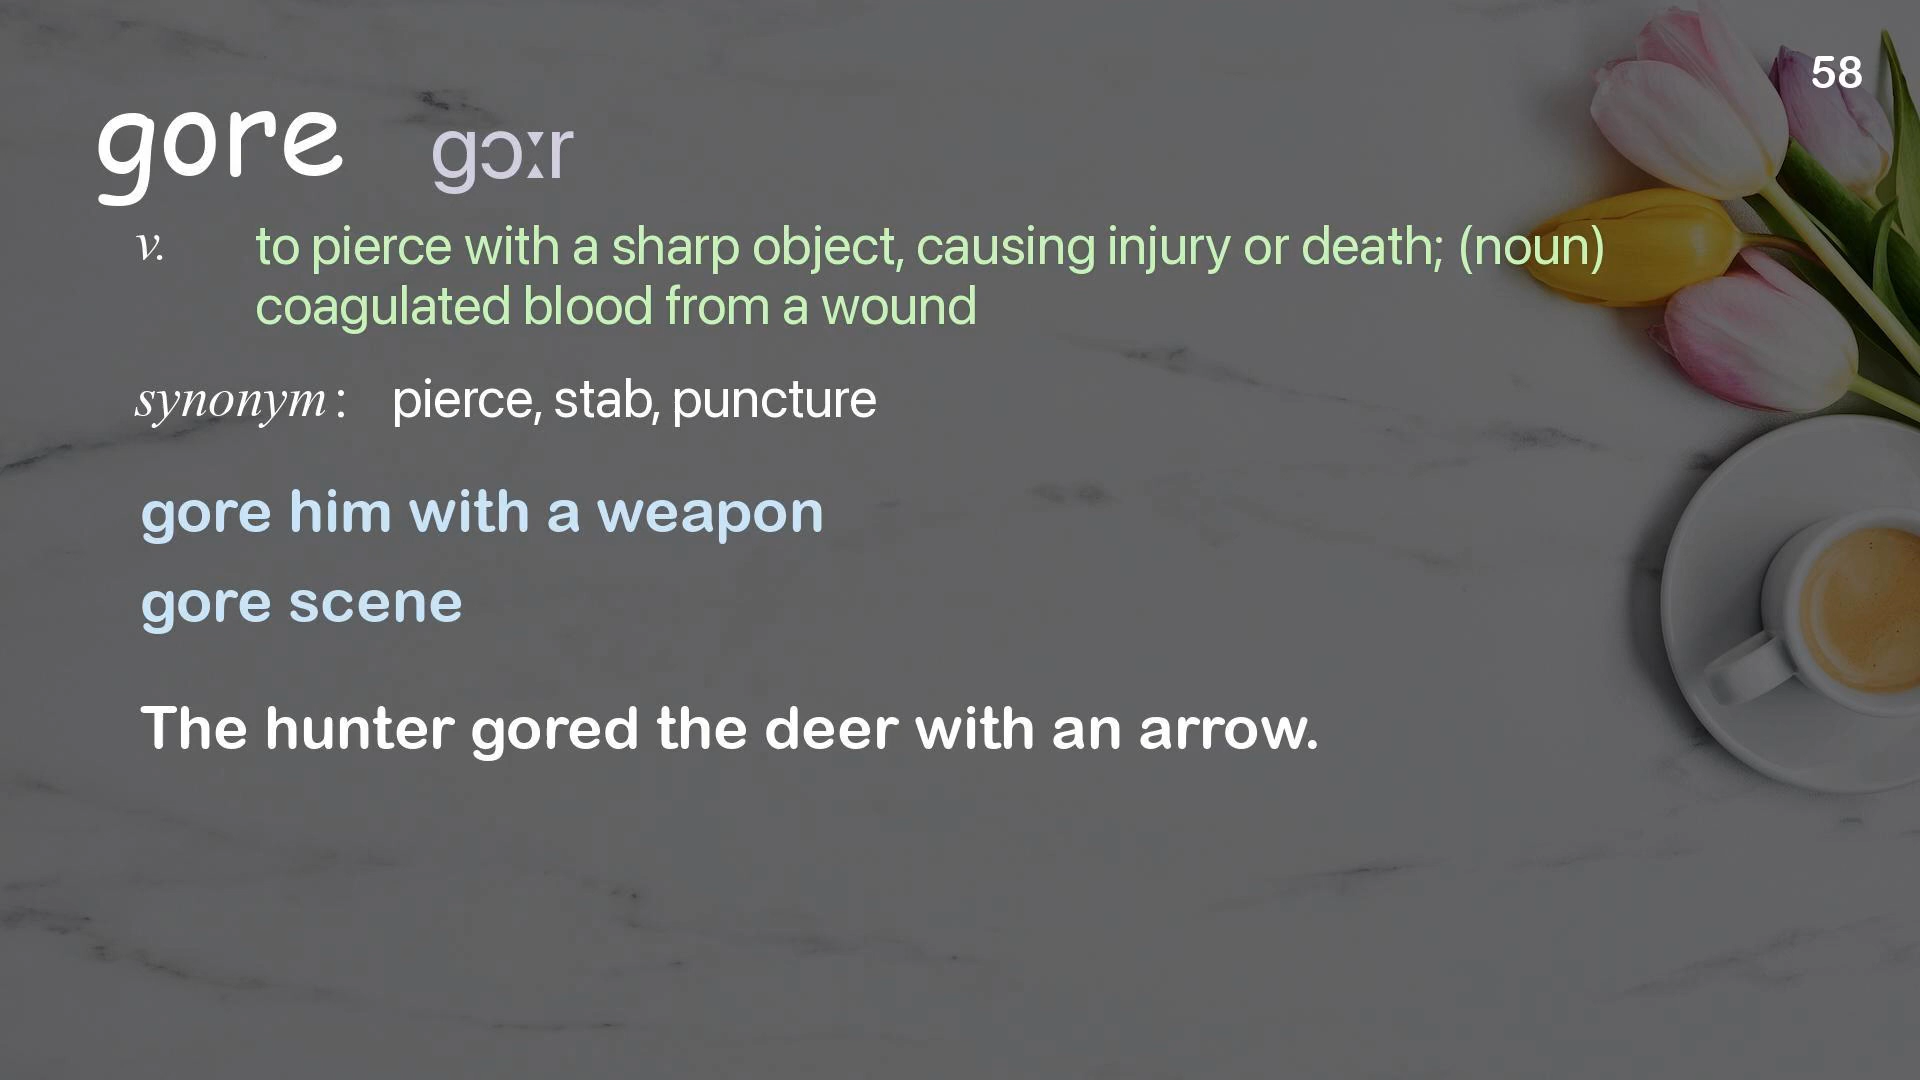 58
gore gɔːr
v. to pierce with a sharp object, causing injury or death; (noun)
coagulated blood from a wound
synonym : pierce, stab, puncture
gore him with a weapon
gore scene
The hunter gored the deer with an arrow.